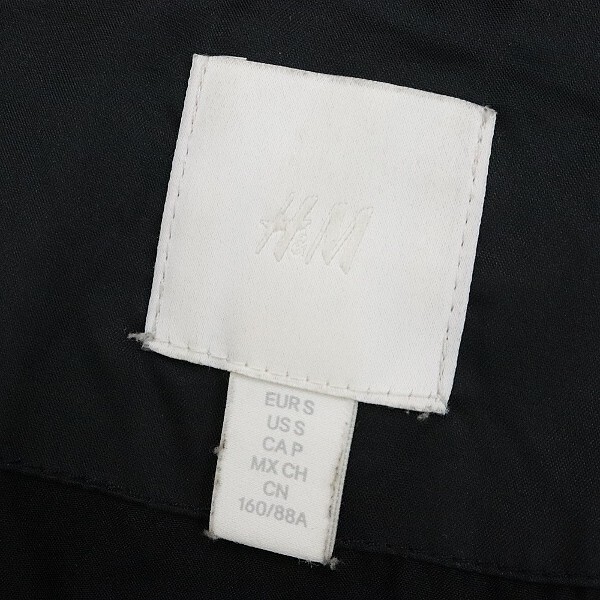 H&M
EUR S
US S
CA P
MX CH
CN
160/88A